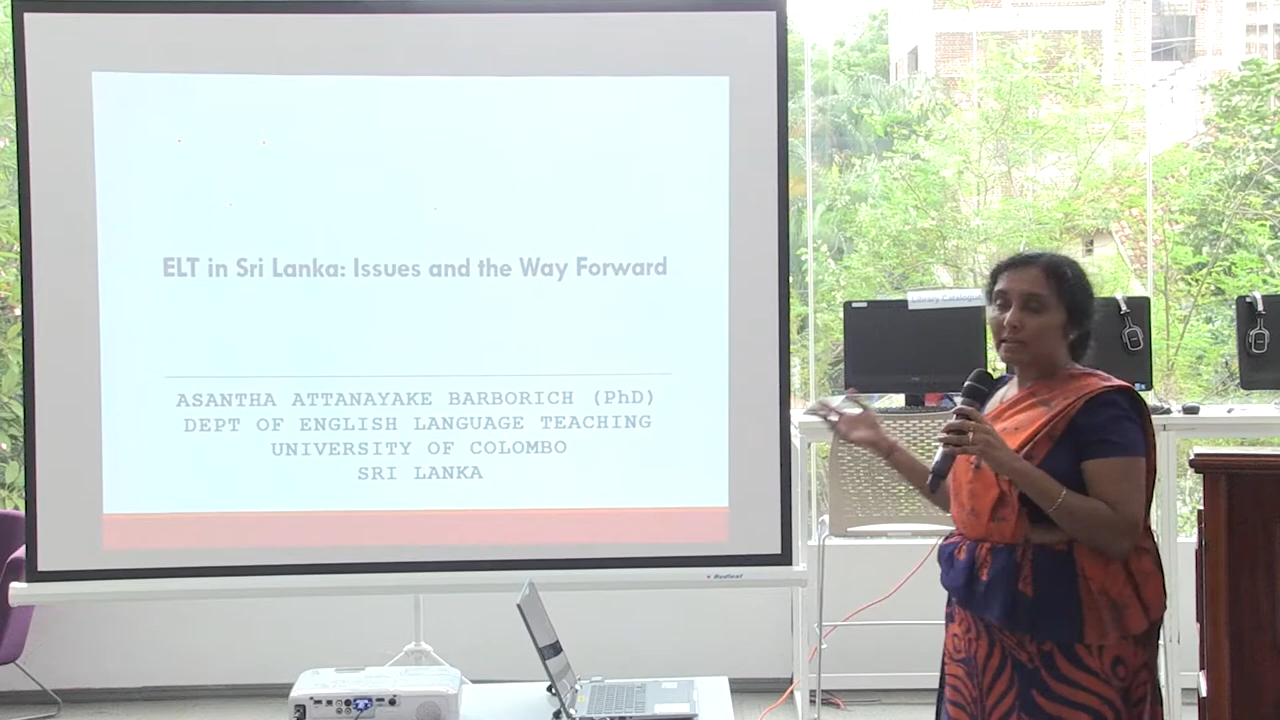 ELT in Sri Lanka: Issues and the Way Forward
ASANTHA ATTANAYAKE BARBORICH (PhD)
DEPT OF ENGLISH LANGUAGE TEACHING
UNIVERSITY OF COLOMBO
SRI LANKA
Library Catalogue
Redleaf